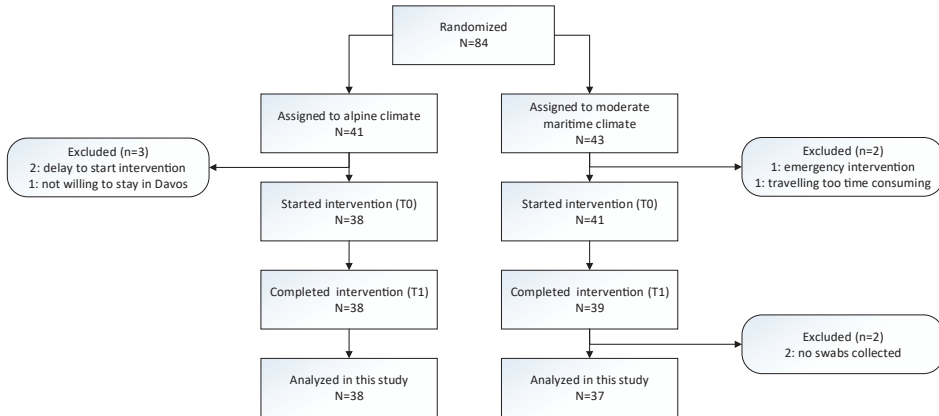 Randomized
N=84
Assigned to alpine climate
N=41
Assigned to moderate
maritime climate
N=43
Excluded (n=3)
2: delay to start intervention
1: not willing to stay in Davos
Excluded (n=2)
1: emergency intervention
1: travelling too time consuming
Started intervention (T0)
N=38
Started intervention (T0)
N=41
Completed intervention (T1)
N=38
Completed intervention (T1)
N=39
Excluded (n=2)
2: no swabs collected
Analyzed in this study
N=38
Analyzed in this study
N=37